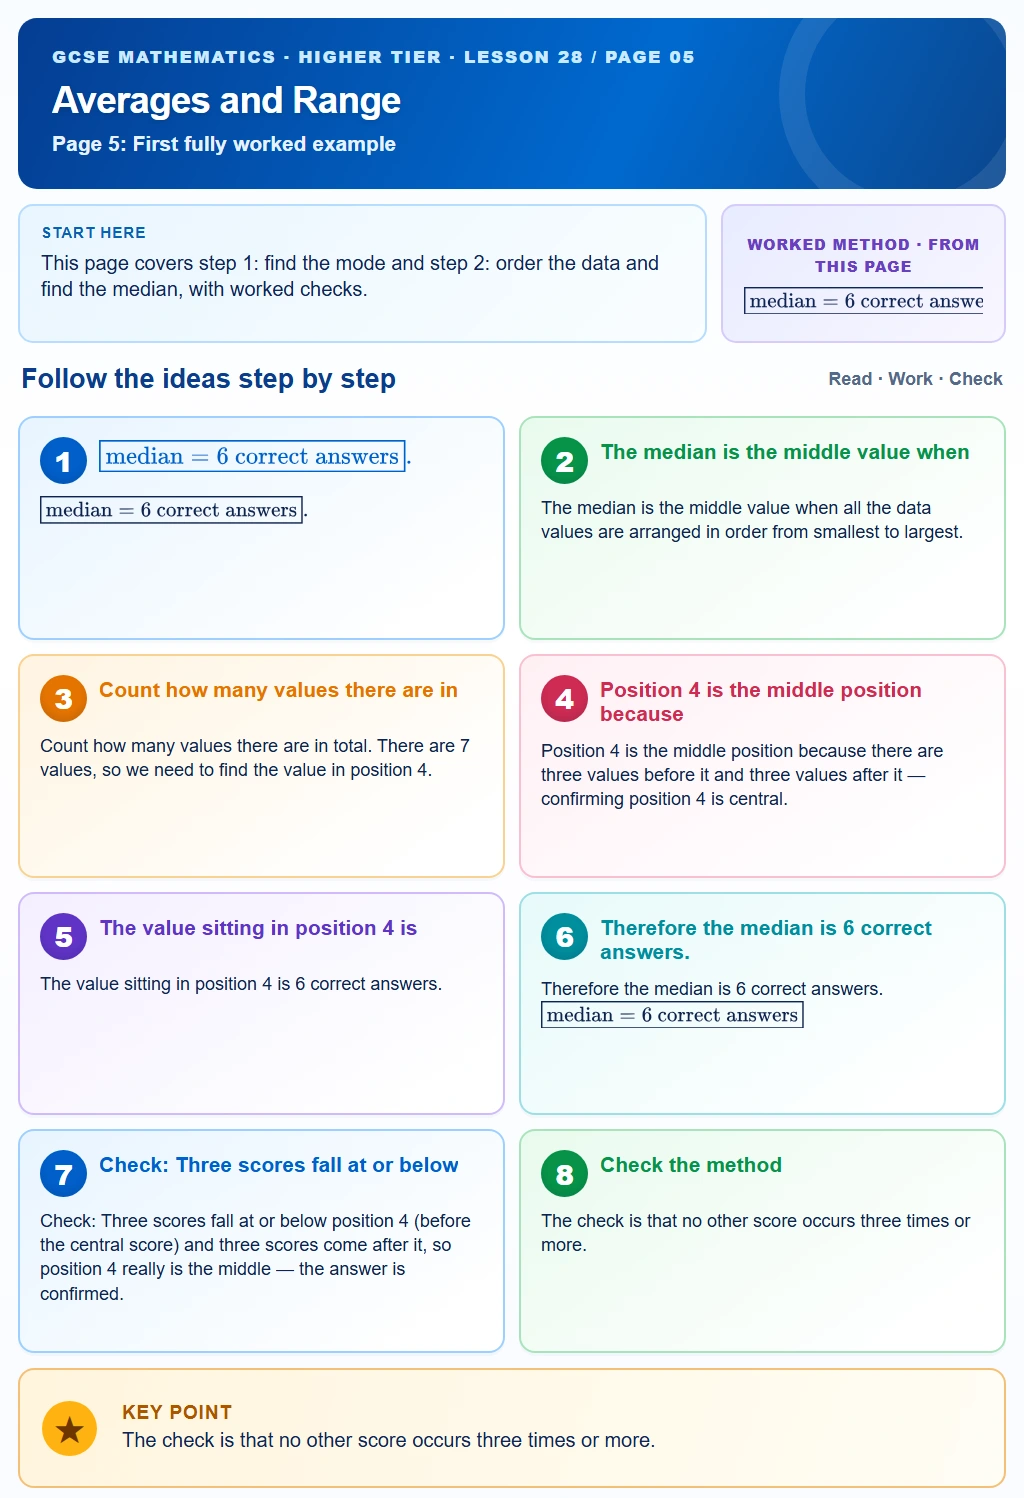 GCSE MATHEMATICS · HIGHER TIER · LESSON 28 / PAGE 05
Averages and Range
Page 5: First fully worked example
START HERE
This page covers step 1: find the mode and step 2: order the data and
find the median, with worked checks.
WORKED METHOD · FROM
THIS PAGE
median = 6 correct answe
Follow the ideas step by step
Read · Work · Check
1
median = 6 correct answers.
median = 6 correct answers.
2
The median is the middle value when
The median is the middle value when all the data
values are arranged in order from smallest to largest.
3
Count how many values there are in
Count how many values there are in total. There are 7
values, so we need to find the value in position 4.
4
Position 4 is the middle position
because
Position 4 is the middle position because there are
three values before it and three values after it —
confirming position 4 is central.
5
The value sitting in position 4 is
The value sitting in position 4 is 6 correct answers.
6
Therefore the median is 6 correct
answers.
Therefore the median is 6 correct answers.
median = 6 correct answers
7
Check: Three scores fall at or below
Check: Three scores fall at or below position 4 (before
the central score) and three scores come after it, so
position 4 really is the middle — the answer is
confirmed.
8
Check the method
The check is that no other score occurs three times or
more.
KEY POINT
The check is that no other score occurs three times or more.